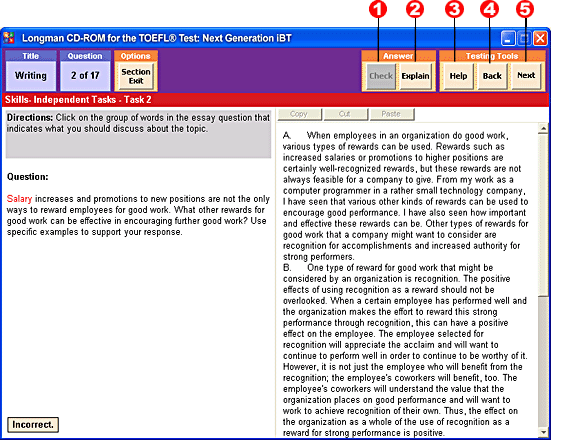 1 2 3 4 5
Longman CD-ROM for the TOEFL® Test: Next Generation iBT
Title Question Options Answer Testing Tools
Writing 2 of 17 Section Exit Check Explain Help Back Next
Skills- Independent Tasks - Task 2
Directions: Click on the group of words in the essay question that
indicates what you should discuss about the topic.
Question:
Salary increases and promotions to new positions are not the only
ways to reward employees for good work. What other rewards for
good work can be effective in encouraging further good work? Use
specific examples to support your response.
Incorrect.
Copy Cut Paste
A. When employees in an organization do good work,
various types of rewards can be used. Rewards such as
increased salaries or promotions to higher positions are
certainly well-recognized rewards, but these rewards are not
always feasible for a company to give. From my work as a
computer programmer in a rather small technology company,
I have seen that various other kinds of rewards can be used to
encourage good performance. I have also seen how important
and effective these rewards can be. Other types of rewards for
good work that a company might want to consider are
recognition for accomplishments and increased authority for
strong performers.
B. One type of reward for good work that might be
considered by an organization is recognition. The positive
effects of using recognition as a reward should not be
overlooked. When a certain employee has performed well and
the organization makes the effort to reward this strong
performance through recognition, this can have a positive
effect on the employee. The employee selected for
recognition will appreciate the acclaim and will want to
continue to perform well in order to continue to be worthy of it.
However, it is not just the employee who will benefit from the
recognition; the employee's coworkers will benefit, too. The
employee's coworkers will understand the value that the
organization places on good performance and will want to
work to achieve recognition of their own. Thus, the effect on
the organization as a whole of the use of recognition as a
reward for strong performance is positive.